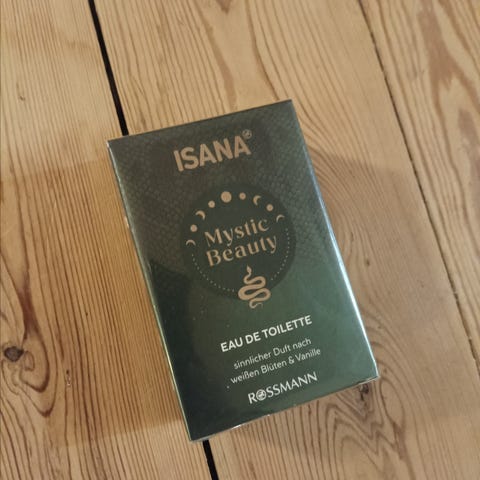 ISANA
Mystic
Beauty
EAU DE TOILETTE
sinnlicher Duft nach
weißen Blüten & Vanille
ROSSMANN